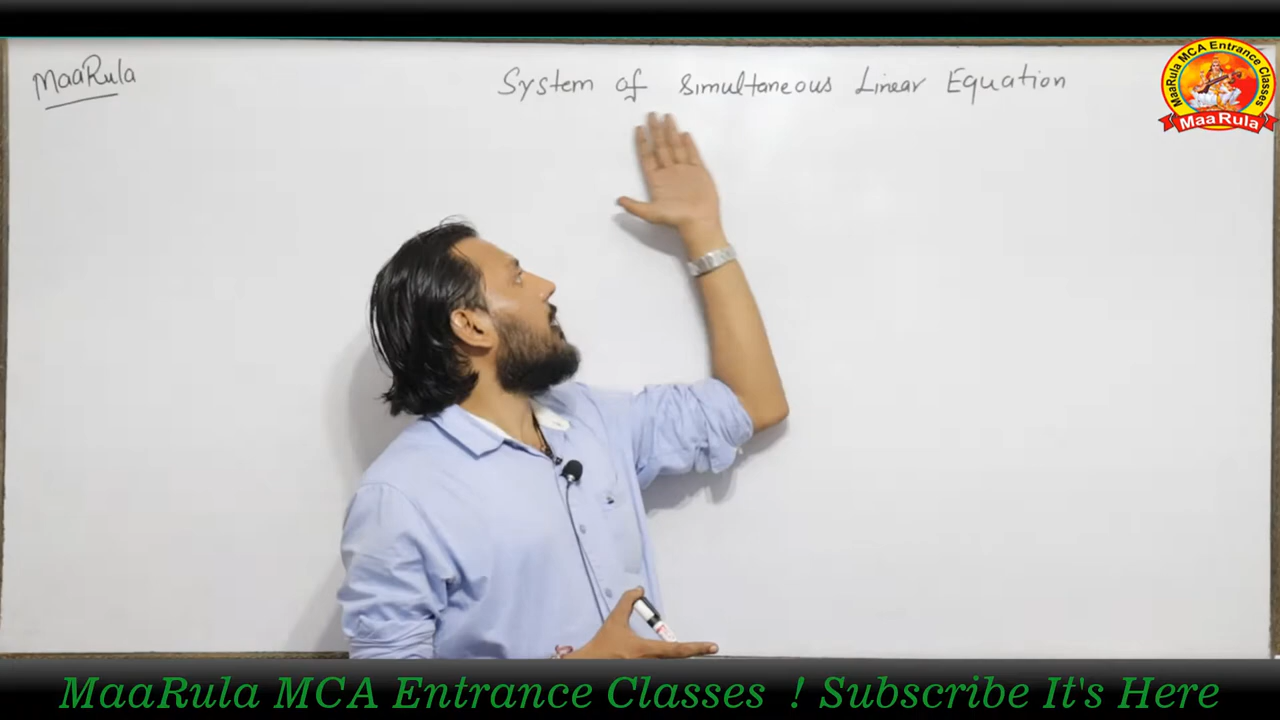 MaaRula
System of simultaneous Linear Equation
MaaRula MCA Entrance Classes
MaaRula
MaaRula MCA Entrance Classes ! Subscribe It's Here